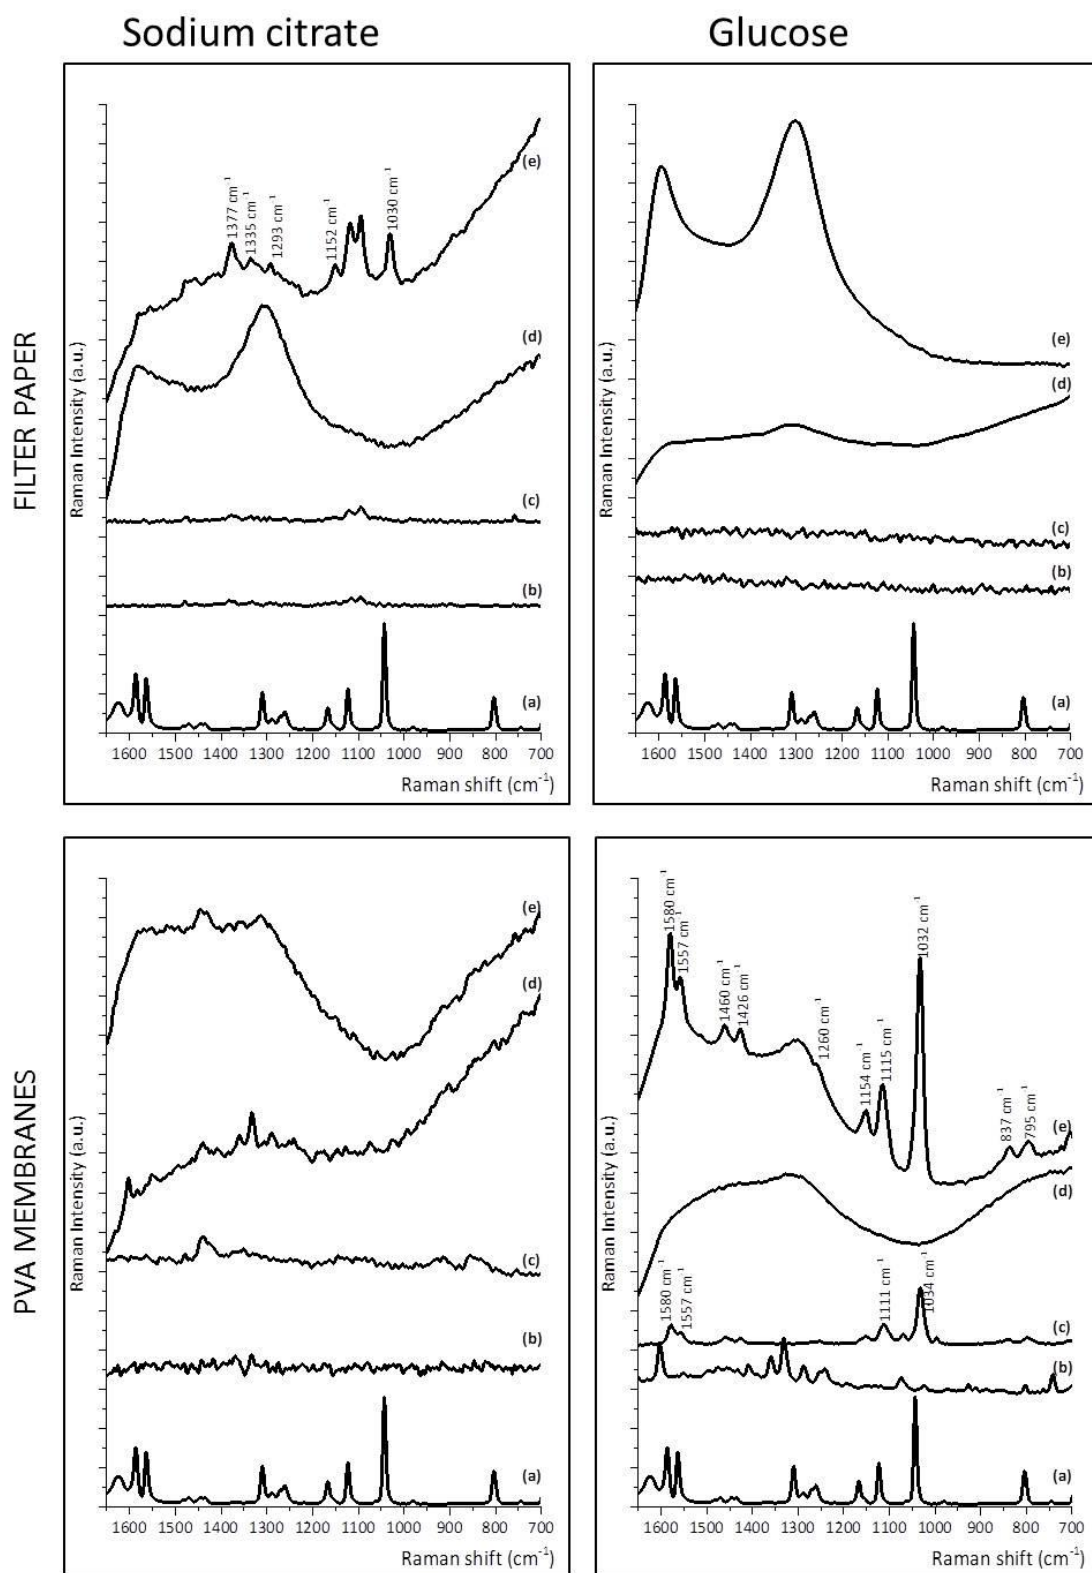 Sodium citrate
Glucose
FILTER PAPER
Raman Intensity (a.u.)
1377 cm⁻¹
1335 cm⁻¹
1293 cm⁻¹
1152 cm⁻¹
1030 cm⁻¹
(e)
(d)
(c)
(b)
(a)
1600 1500 1400 1300 1200 1100 1000 900 800 700
Raman shift (cm⁻¹)
Raman Intensity (a.u.)
(e)
(d)
(c)
(b)
(a)
1600 1500 1400 1300 1200 1100 1000 900 800 700
Raman shift (cm⁻¹)
PVA MEMBRANES
Raman Intensity (a.u.)
(e)
(d)
(c)
(b)
(a)
1600 1500 1400 1300 1200 1100 1000 900 800 700
Raman shift (cm⁻¹)
Raman Intensity (a.u.)
1580 cm⁻¹
1557 cm⁻¹
1460 cm⁻¹
1426 cm⁻¹
1260 cm⁻¹
1154 cm⁻¹
1115 cm⁻¹
1032 cm⁻¹
837 cm⁻¹
795 cm⁻¹
(e)
(d)
1580 cm⁻¹
1557 cm⁻¹
1111 cm⁻¹
1034 cm⁻¹
(c)
(b)
(a)
1600 1500 1400 1300 1200 1100 1000 900 800 700
Raman shift (cm⁻¹)